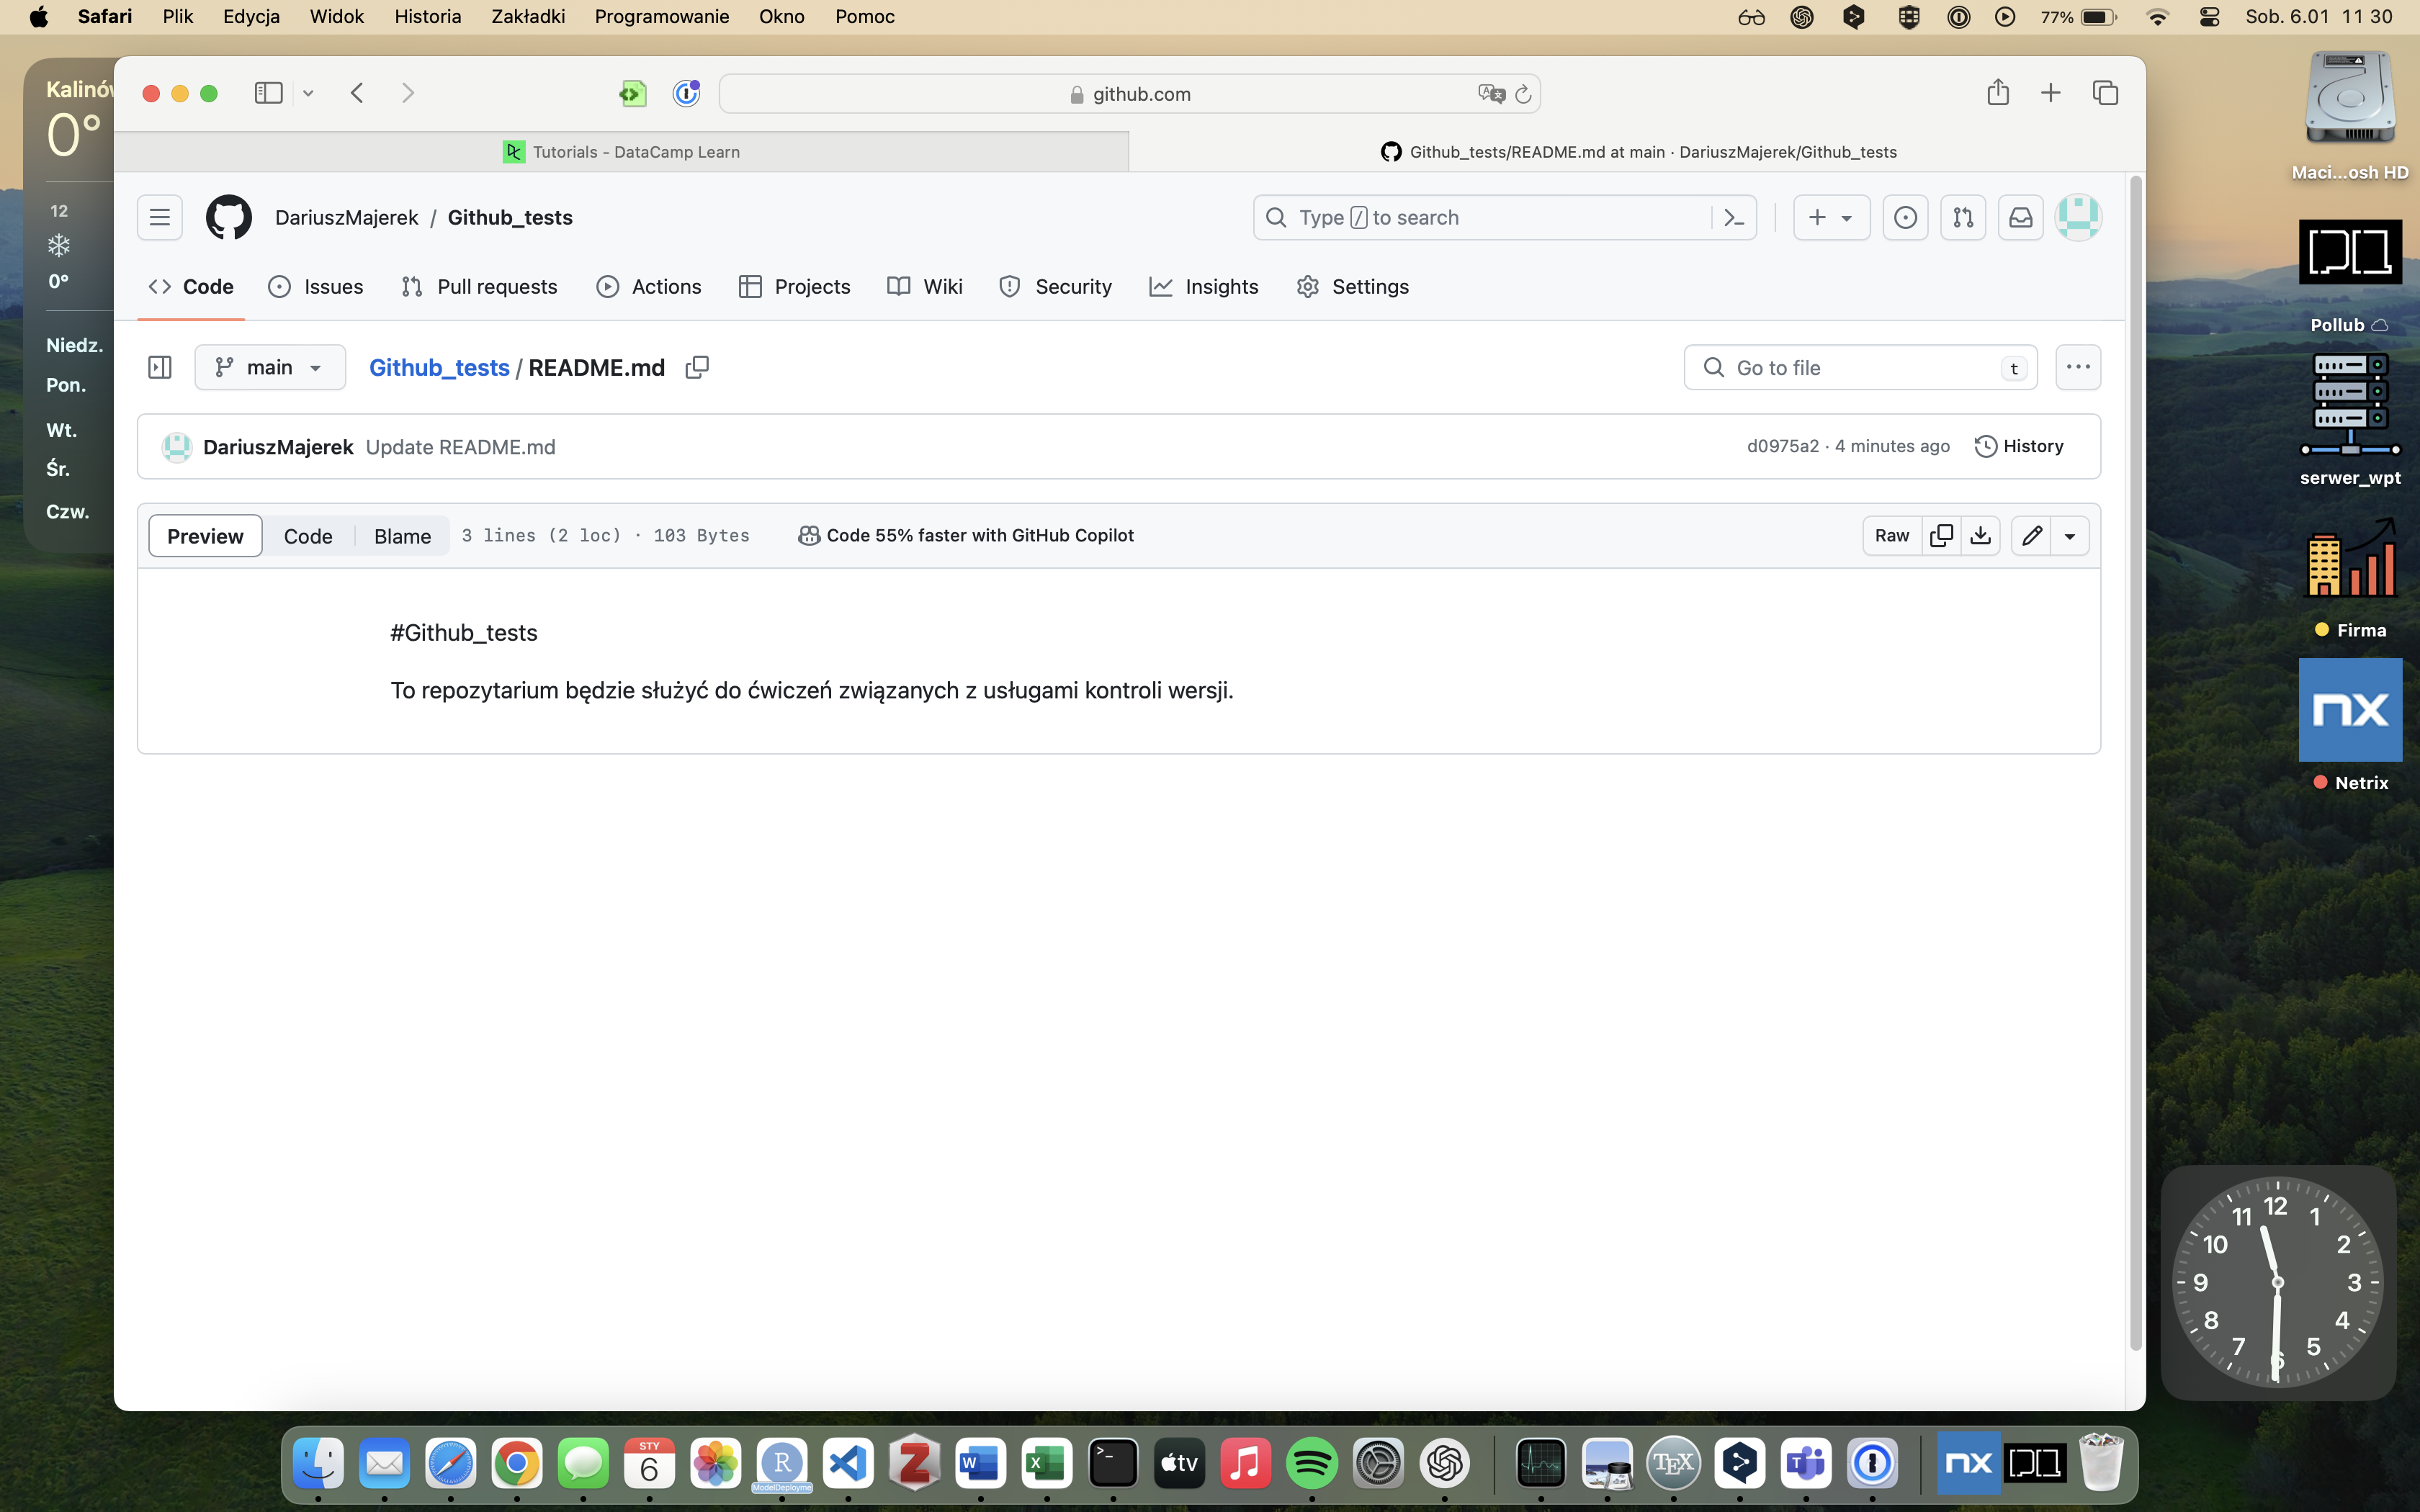 Safari Plik Edycja Widok Historia Zakładki Programowanie Okno Pomoc 77% Sob. 6.01 11 30
github.com
Tutorials - DataCamp Learn
Github_tests/README.md at main · DariuszMajerek/Github_tests
DariuszMajerek / Github_tests
Type / to search
Code Issues Pull requests Actions Projects Wiki Security Insights Settings
main Github_tests / README.md
Go to file t
DariuszMajerek Update README.md
d0975a2 · 4 minutes ago History
Preview Code Blame 3 lines (2 loc) · 103 Bytes Code 55% faster with GitHub Copilot Raw
#Github_tests
To repozytarium będzie służyć do ćwiczeń związanych z usługami kontroli wersji.
0°
12
0°
Niedz.
Pon.
Wt.
Śr.
Czw.
Maci...osh HD
Pollub
serwer_wpt
Firma
nx
Netrix
12
11 1
10 2
9 3
8 4
7 5
6
STY
6
R
ModelDeployme
Z
W
X
>_
tv
TEX
T
nx